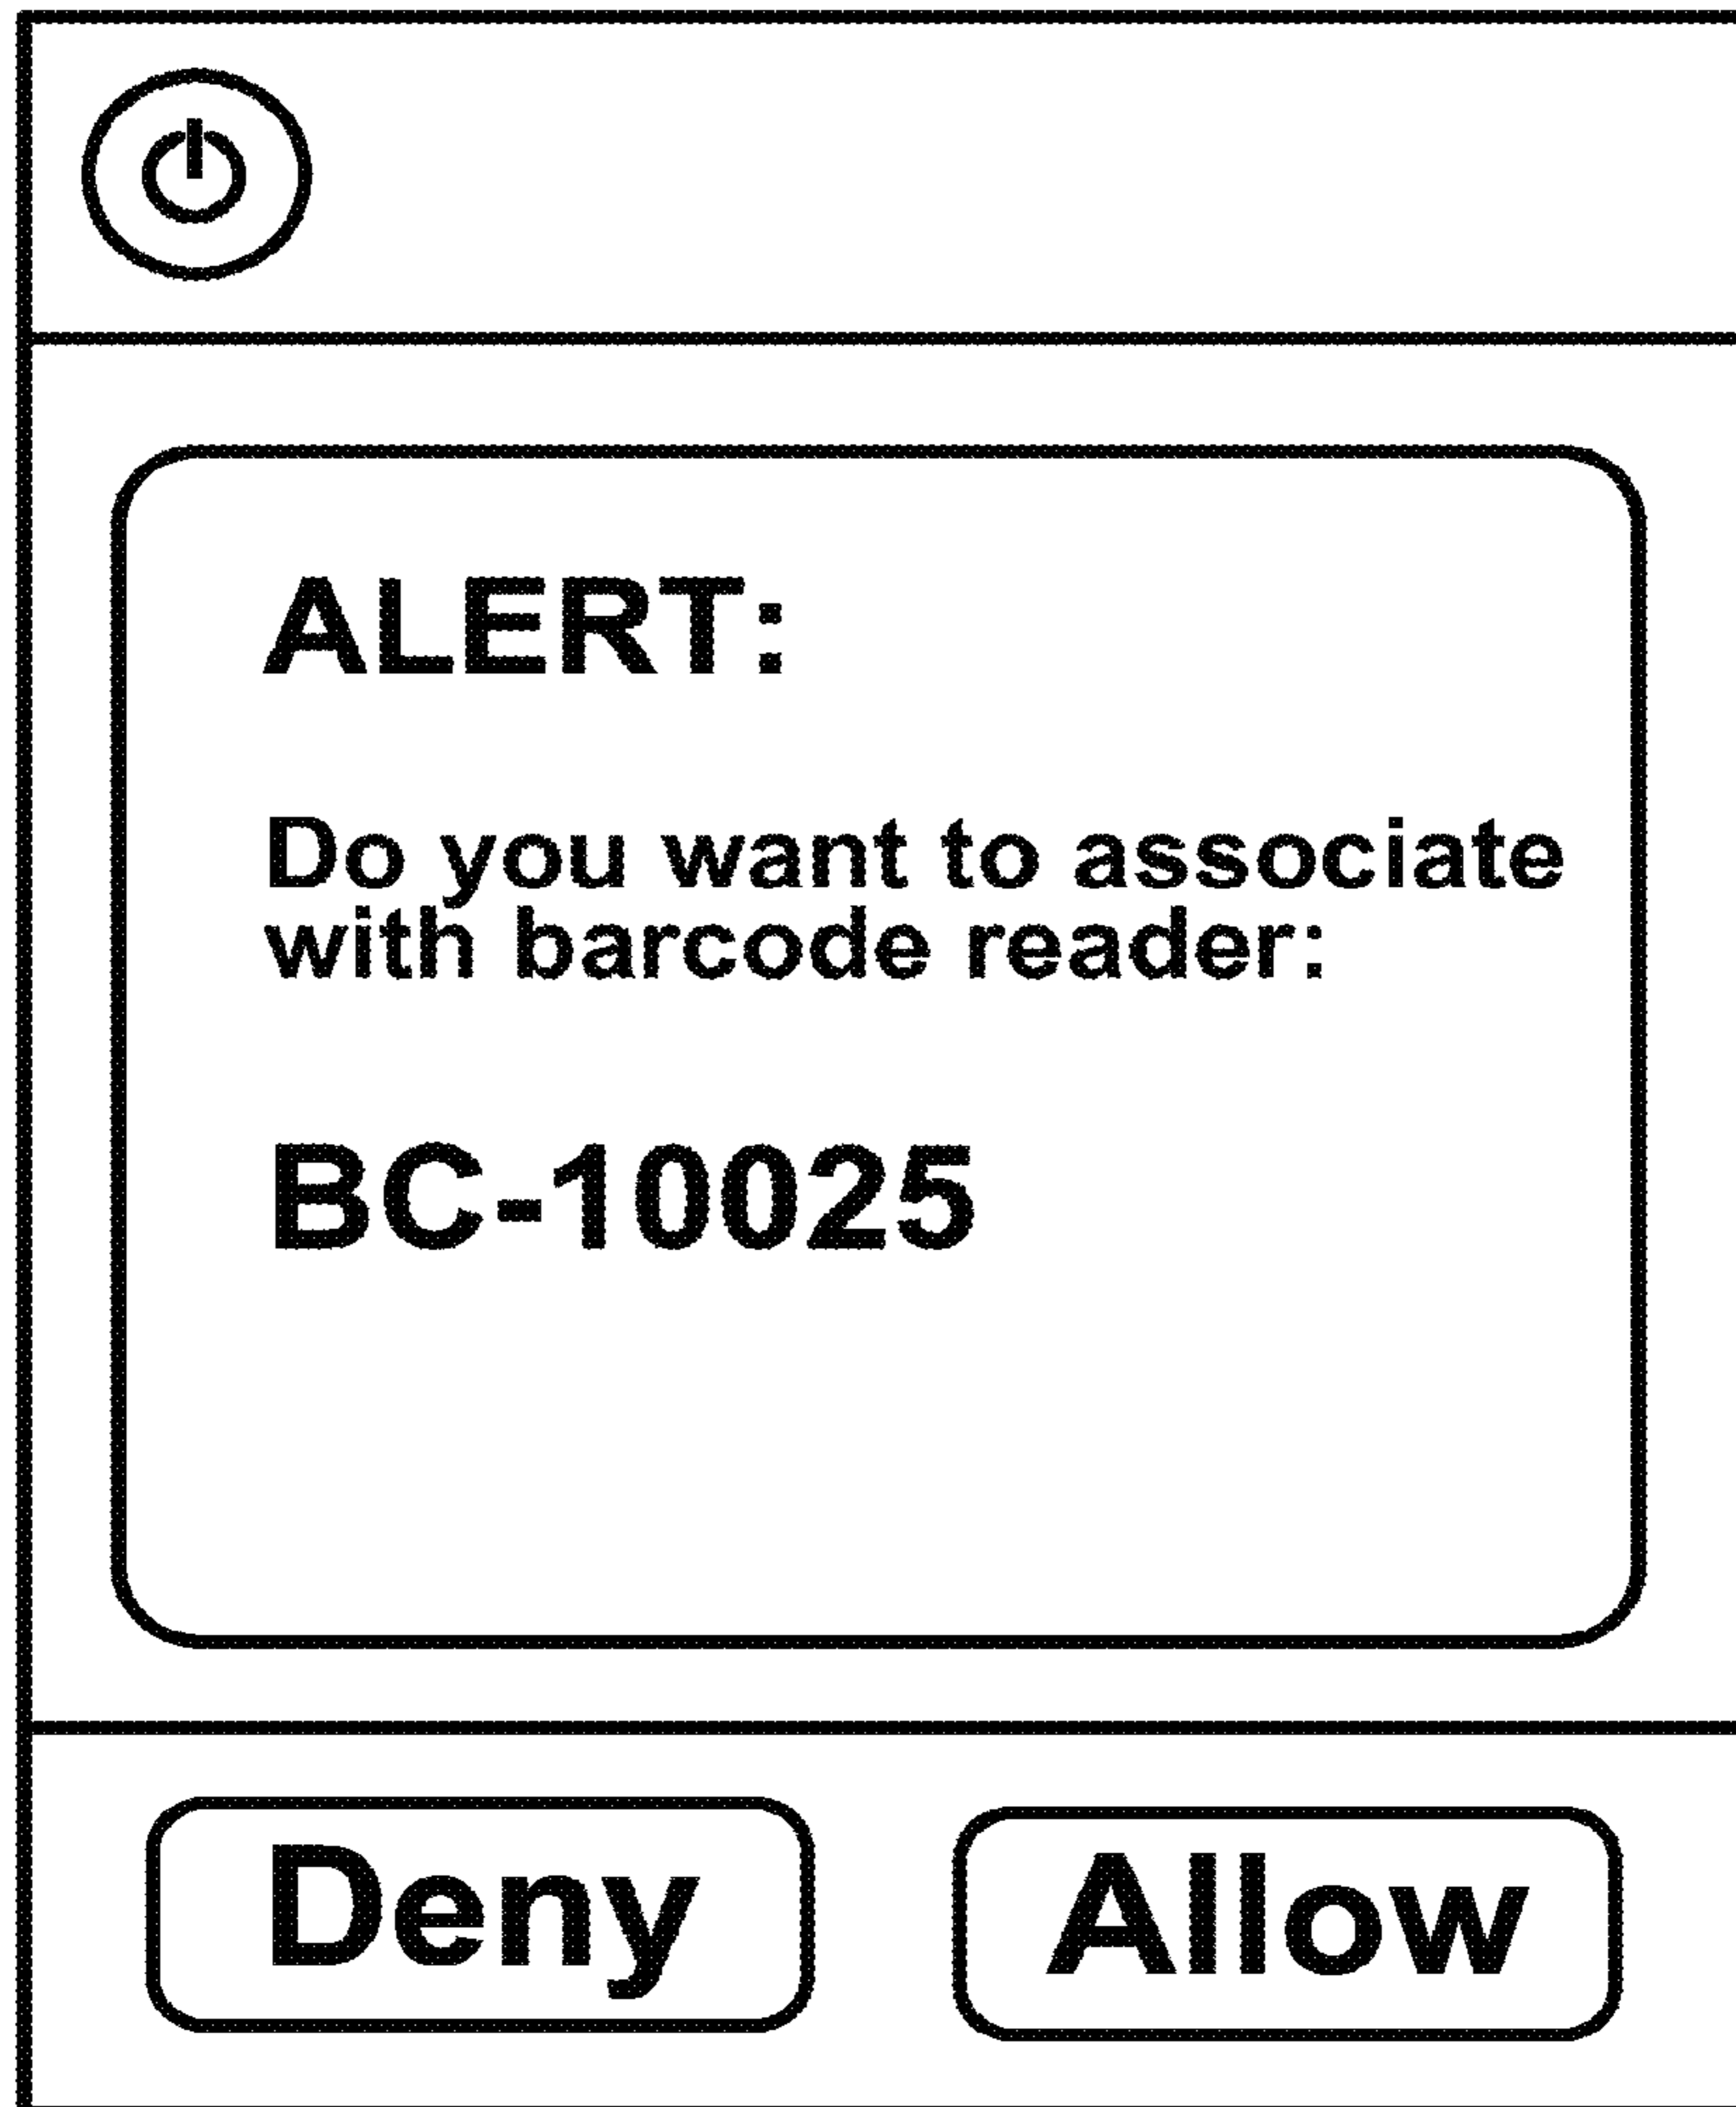 ALERT:
Do you want to associate
with barcode reader:
BC-10025
Deny Allow